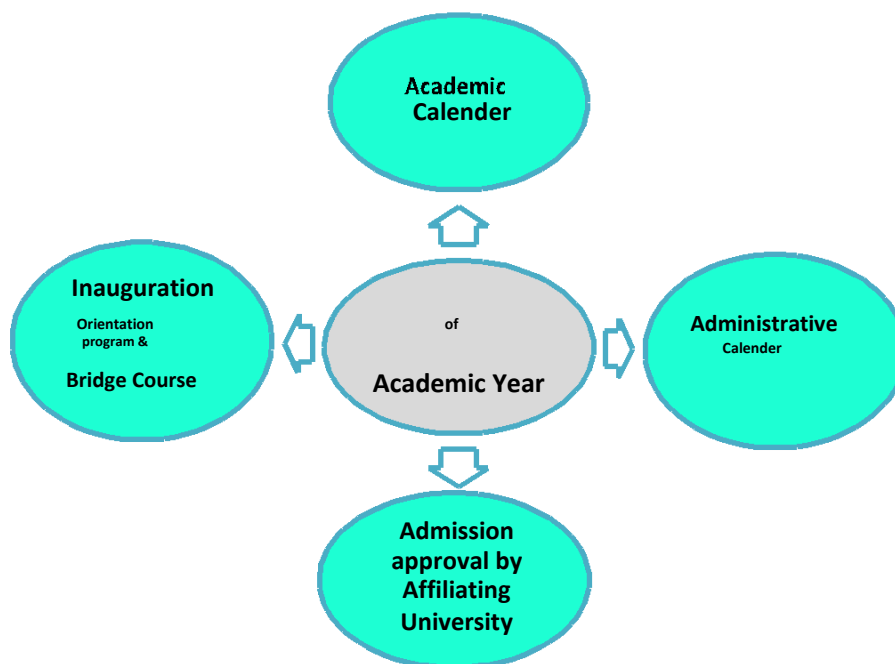 Academic
Calender
Inauguration
Orientation
program &
Bridge Course
of
Academic Year
Administrative
Calender
Admission
approval by
Affiliating
University